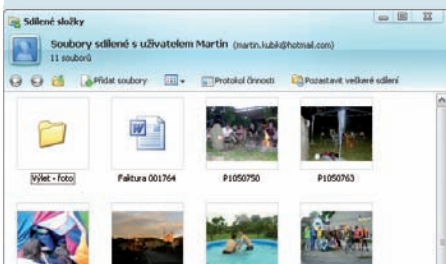 Sdílené složky
Soubory sdílené s uživatelem Martin (martin.kubik@hotmail.com)
11 souborů
Přidat soubory
Protokol činnosti
Pozastavit veškeré sdílení
Výlet - foto
Faktura 001764
P1050750
P1050763